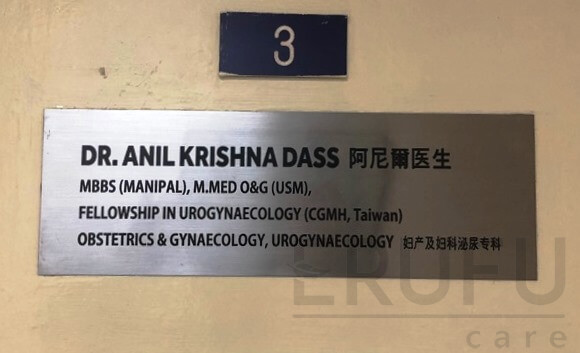 3
DR. ANIL KRISHNA DASS 阿尼爾医生
MBBS (MANIPAL), M.MED O&G (USM),
FELLOWSHIP IN UROGYNAECOLOGY (CGMH, Taiwan)
OBSTETRICS & GYNAECOLOGY, UROGYNAECOLOGY 妇产及妇科泌尿专科
ERUFU
care